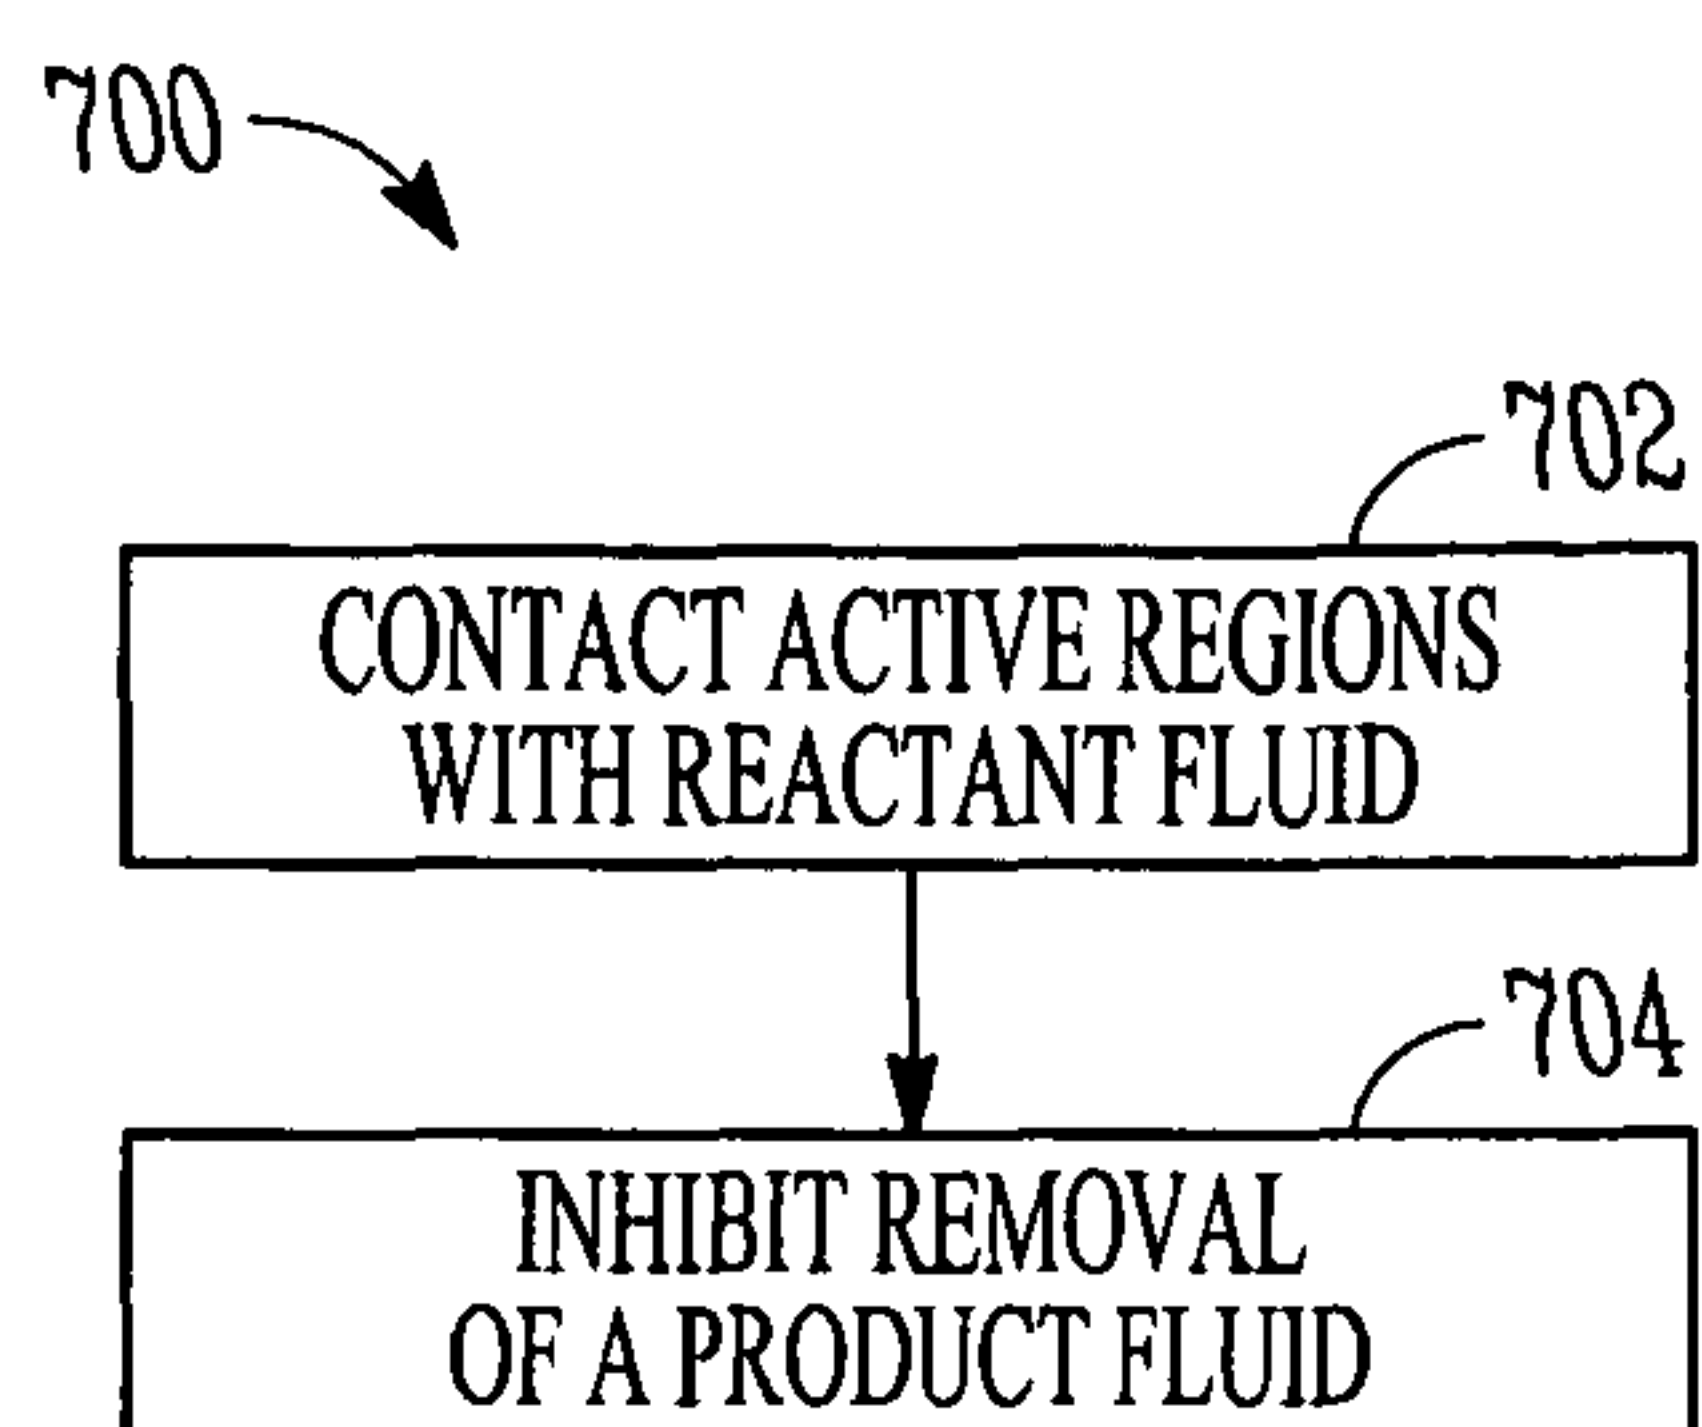 700
702
CONTACT ACTIVE REGIONS
WITH REACTANT FLUID
704
INHIBIT REMOVAL
OF A PRODUCT FLUID